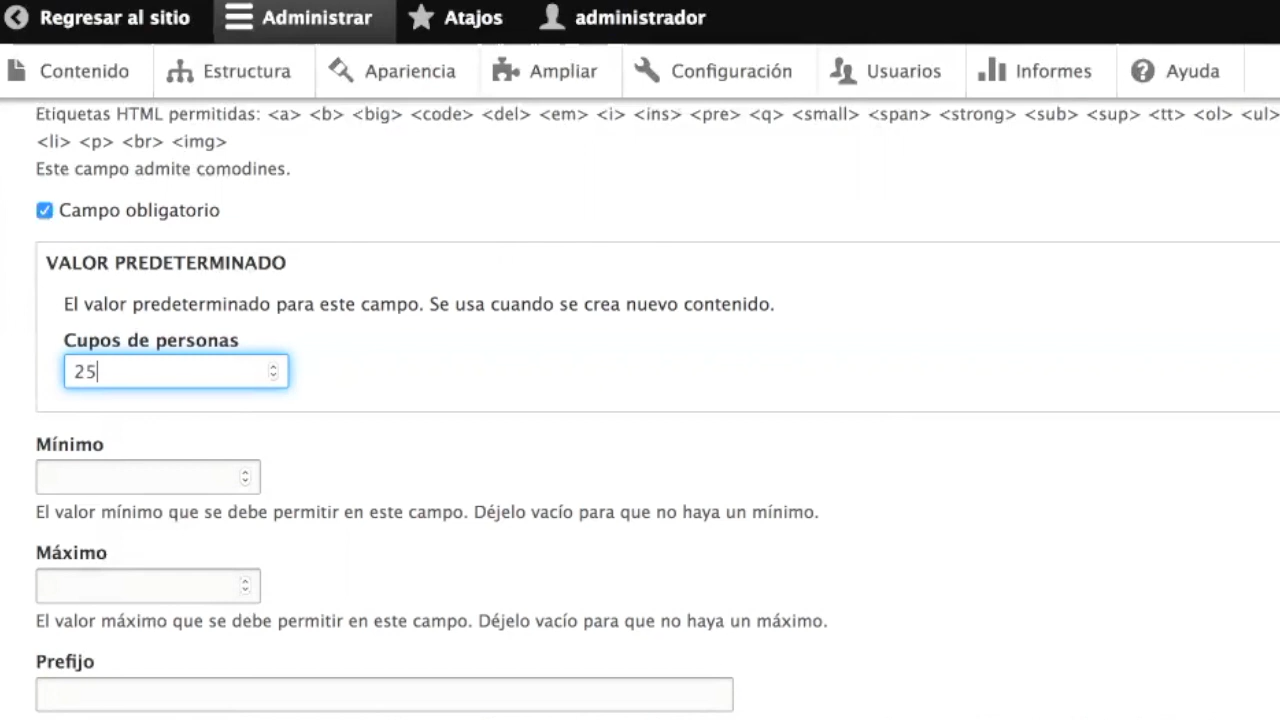 Regresar al sitio Administrar Atajos administrador
Contenido Estructura Apariencia Ampliar Configuración Usuarios Informes Ayuda
Etiquetas HTML permitidas: <a> <b> <big> <code> <del> <em> <i> <ins> <pre> <q> <small> <span> <strong> <sub> <sup> <tt> <ol> <ul>
<li> <p> <br> <img>
Este campo admite comodines.
Campo obligatorio
VALOR PREDETERMINADO
El valor predeterminado para este campo. Se usa cuando se crea nuevo contenido.
Cupos de personas
25
Mínimo
El valor mínimo que se debe permitir en este campo. Déjelo vacío para que no haya un mínimo.
Máximo
El valor máximo que se debe permitir en este campo. Déjelo vacío para que no haya un máximo.
Prefijo